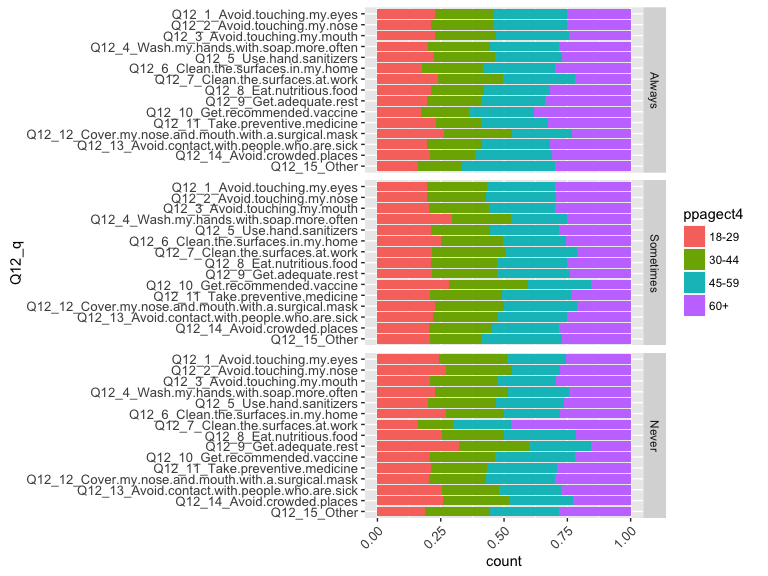 Q12_q
Q12_1_Avoid.touching.my.eyes
Q12_2_Avoid.touching.my.nose
Q12_3_Avoid.touching.my.mouth
Q12_4_Wash.my.hands.with.soap.more.often
Q12_5_Use.hand.sanitizers
Q12_6_Clean.the.surfaces.in.my.home
Q12_7_Clean.the.surfaces.at.work
Q12_8_Eat.nutritious.food
Q12_9_Get.adequate.rest
Q12_10_Get.recommended.vaccine
Q12_11_Take.preventive.medicine
Q12_12_Cover.my.nose.and.mouth.with.a.surgical.mask
Q12_13_Avoid.contact.with.people.who.are.sick
Q12_14_Avoid.crowded.places
Q12_15_Other
Always
Q12_1_Avoid.touching.my.eyes
Q12_2_Avoid.touching.my.nose
Q12_3_Avoid.touching.my.mouth
Q12_4_Wash.my.hands.with.soap.more.often
Q12_5_Use.hand.sanitizers
Q12_6_Clean.the.surfaces.in.my.home
Q12_7_Clean.the.surfaces.at.work
Q12_8_Eat.nutritious.food
Q12_9_Get.adequate.rest
Q12_10_Get.recommended.vaccine
Q12_11_Take.preventive.medicine
Q12_12_Cover.my.nose.and.mouth.with.a.surgical.mask
Q12_13_Avoid.contact.with.people.who.are.sick
Q12_14_Avoid.crowded.places
Q12_15_Other
Sometimes
Q12_1_Avoid.touching.my.eyes
Q12_2_Avoid.touching.my.nose
Q12_3_Avoid.touching.my.mouth
Q12_4_Wash.my.hands.with.soap.more.often
Q12_5_Use.hand.sanitizers
Q12_6_Clean.the.surfaces.in.my.home
Q12_7_Clean.the.surfaces.at.work
Q12_8_Eat.nutritious.food
Q12_9_Get.adequate.rest
Q12_10_Get.recommended.vaccine
Q12_11_Take.preventive.medicine
Q12_12_Cover.my.nose.and.mouth.with.a.surgical.mask
Q12_13_Avoid.contact.with.people.who.are.sick
Q12_14_Avoid.crowded.places
Q12_15_Other
Never
0.00 0.25 0.50 0.75 1.00
count
ppagect4
18-29
30-44
45-59
60+